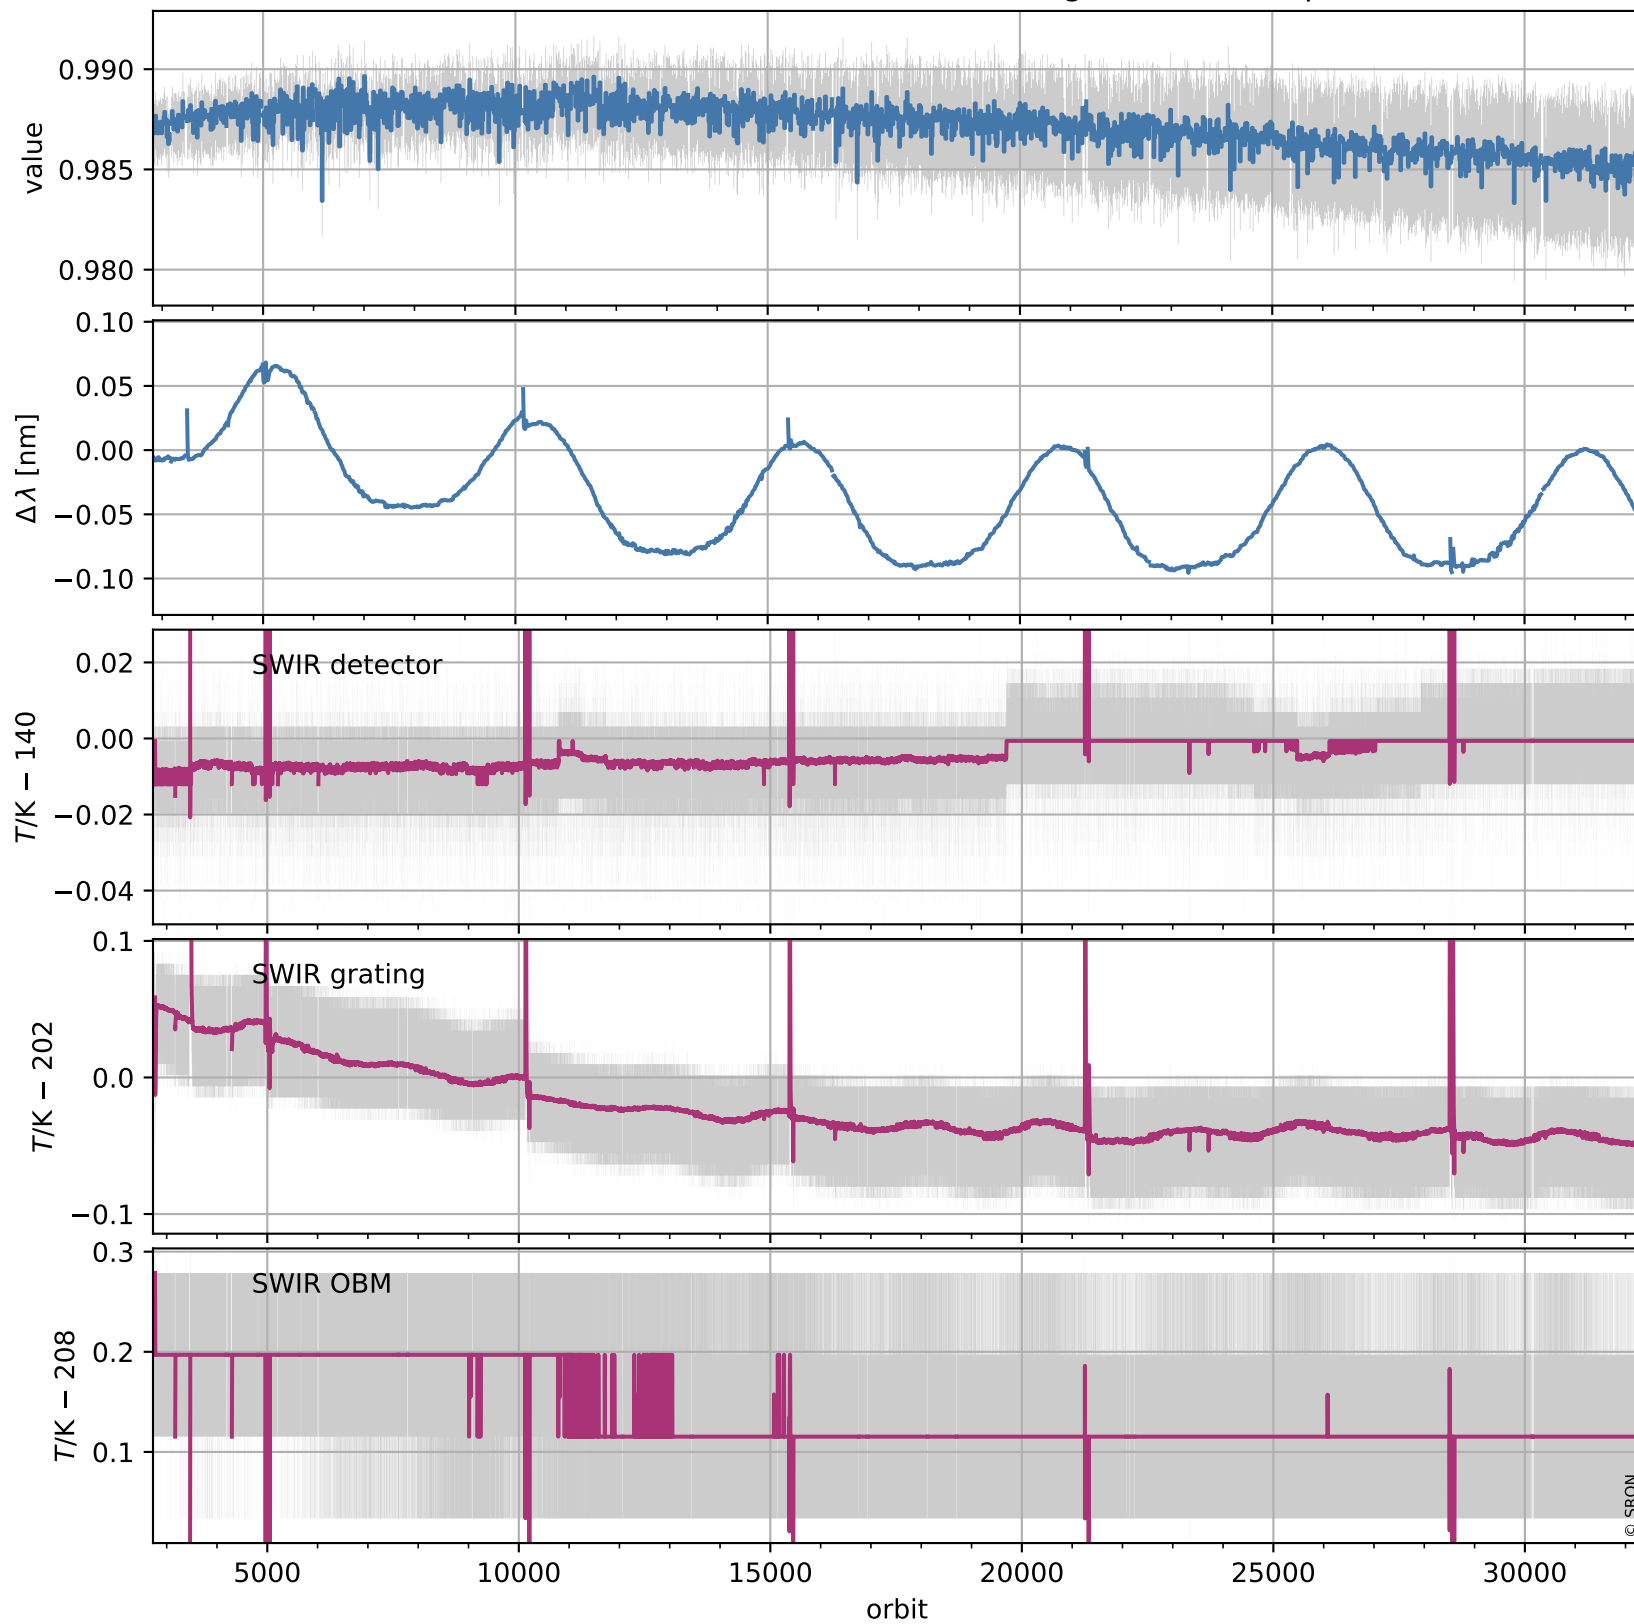 0.990
0.985
0.980
value
0.10
0.05
0.00
−0.05
−0.10
Δλ [nm]
SWIR detector
0.02
0.00
−0.02
−0.04
T/K − 140
SWIR grating
0.1
0.0
−0.1
T/K − 202
SWIR OBM
0.3
0.2
0.1
T/K − 208
© SRON
5000 10000 15000 20000 25000 30000
orbit